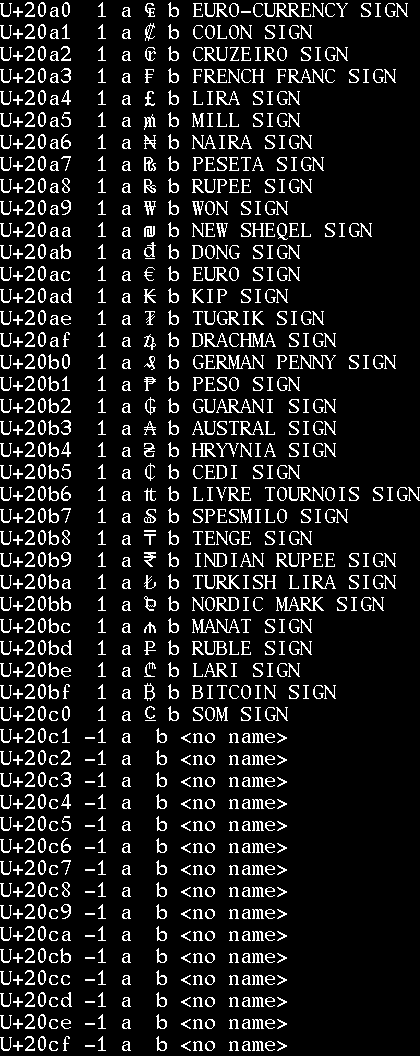 U+20a0  1 a ₠ b EURO-CURRENCY SIGN
U+20a1  1 a ₡ b COLON SIGN
U+20a2  1 a ₢ b CRUZEIRO SIGN
U+20a3  1 a ₣ b FRENCH FRANC SIGN
U+20a4  1 a ₤ b LIRA SIGN
U+20a5  1 a ₥ b MILL SIGN
U+20a6  1 a ₦ b NAIRA SIGN
U+20a7  1 a ₧ b PESETA SIGN
U+20a8  1 a ₨ b RUPEE SIGN
U+20a9  1 a ₩ b WON SIGN
U+20aa  1 a ₪ b NEW SHEQEL SIGN
U+20ab  1 a ₫ b DONG SIGN
U+20ac  1 a € b EURO SIGN
U+20ad  1 a ₭ b KIP SIGN
U+20ae  1 a ₮ b TUGRIK SIGN
U+20af  1 a ₯ b DRACHMA SIGN
U+20b0  1 a ₰ b GERMAN PENNY SIGN
U+20b1  1 a ₱ b PESO SIGN
U+20b2  1 a ₲ b GUARANI SIGN
U+20b3  1 a ₳ b AUSTRAL SIGN
U+20b4  1 a ₴ b HRYVNIA SIGN
U+20b5  1 a ₵ b CEDI SIGN
U+20b6  1 a ₶ b LIVRE TOURNOIS SIGN
U+20b7  1 a ₷ b SPESMILO SIGN
U+20b8  1 a ₸ b TENGE SIGN
U+20b9  1 a ₹ b INDIAN RUPEE SIGN
U+20ba  1 a ₺ b TURKISH LIRA SIGN
U+20bb  1 a ₻ b NORDIC MARK SIGN
U+20bc  1 a ₼ b MANAT SIGN
U+20bd  1 a ₽ b RUBLE SIGN
U+20be  1 a ₾ b LARI SIGN
U+20bf  1 a ₿ b BITCOIN SIGN
U+20c0  1 a ⃀ b SOM SIGN
U+20c1 -1 a  b <no name>
U+20c2 -1 a  b <no name>
U+20c3 -1 a  b <no name>
U+20c4 -1 a  b <no name>
U+20c5 -1 a  b <no name>
U+20c6 -1 a  b <no name>
U+20c7 -1 a  b <no name>
U+20c8 -1 a  b <no name>
U+20c9 -1 a  b <no name>
U+20ca -1 a  b <no name>
U+20cb -1 a  b <no name>
U+20cc -1 a  b <no name>
U+20cd -1 a  b <no name>
U+20ce -1 a  b <no name>
U+20cf -1 a  b <no name>